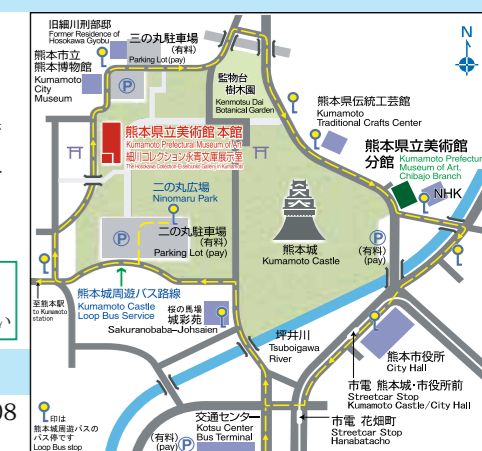 旧細川刑部邸
Former Residence of
Hosokawa Gyobu
三の丸駐車場
(有料)
Parking Lot (pay)
P
熊本市立
熊本博物館
Kumamoto
City
Museum
監物台
樹木園
Kenmotsu Dai
Botanical Garden
N
熊本県伝統工芸館
Kumamoto
Traditional Crafts Center
熊本県立美術館 本館
Kumamoto Prefectural Museum of Art
細川コレクション永青文庫展示室
The Hosokawa Collection Eisei-bunko Gallery in Kumamoto
熊本県立美術館
分館
Kumamoto Prefectur
Museum of Art,
Chibajo Branch
NHK
二の丸広場
Ninomaru Park
二の丸駐車場
(有料)
Parking Lot (pay)
P
熊本城
Kumamoto Castle
P
(有料)
(pay)
至熊本駅
to Kumamoto
station
い
熊本城周遊バス路線
Kumamoto Castle
Loop Bus Service
桜の馬場
城彩苑
Sakuranobaba-Johsaien
坪井川
Tsuboigawa
River
熊本市役所
City Hall
市電 熊本城・市役所前
Streetcar Stop
Kumamoto Castle/City Hall
市電 花畑町
Streetcar Stop
Hanabatacho
交通センター
Kotsu Center
Bus Terminal
(有料)
(pay)
P
08
印は
熊本城周遊バスの
バス停です
Loop Bus stop